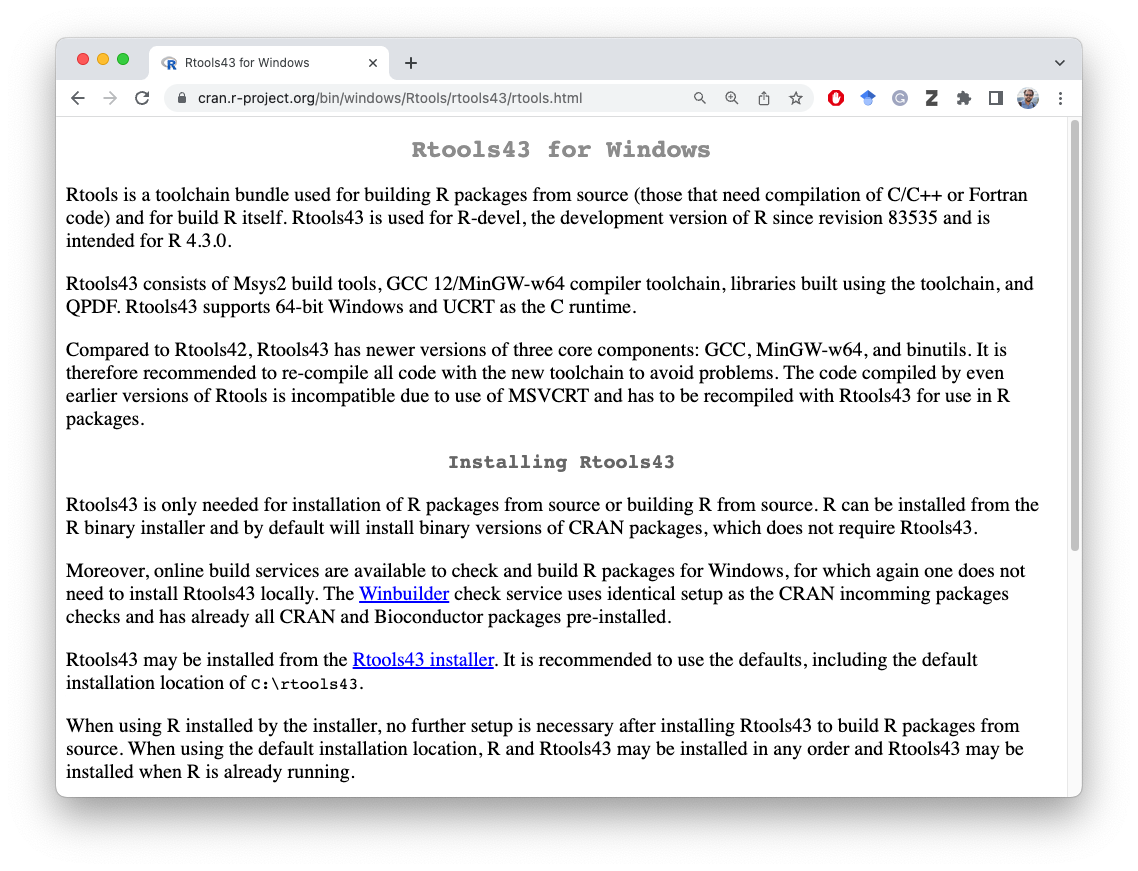 Rtools43 for Windows
cran.r-project.org/bin/windows/Rtools/rtools43/rtools.html
Rtools43 for Windows
Rtools is a toolchain bundle used for building R packages from source (those that need compilation of C/C++ or Fortran
code) and for build R itself. Rtools43 is used for R-devel, the development version of R since revision 83535 and is
intended for R 4.3.0.
Rtools43 consists of Msys2 build tools, GCC 12/MinGW-w64 compiler toolchain, libraries built using the toolchain, and
QPDF. Rtools43 supports 64-bit Windows and UCRT as the C runtime.
Compared to Rtools42, Rtools43 has newer versions of three core components: GCC, MinGW-w64, and binutils. It is
therefore recommended to re-compile all code with the new toolchain to avoid problems. The code compiled by even
earlier versions of Rtools is incompatible due to use of MSVCRT and has to be recompiled with Rtools43 for use in R
packages.
Installing Rtools43
Rtools43 is only needed for installation of R packages from source or building R from source. R can be installed from the
R binary installer and by default will install binary versions of CRAN packages, which does not require Rtools43.
Moreover, online build services are available to check and build R packages for Windows, for which again one does not
need to install Rtools43 locally. The Winbuilder check service uses identical setup as the CRAN incomming packages
checks and has already all CRAN and Bioconductor packages pre-installed.
Rtools43 may be installed from the Rtools43 installer. It is recommended to use the defaults, including the default
installation location of C:\rtools43.
When using R installed by the installer, no further setup is necessary after installing Rtools43 to build R packages from
source. When using the default installation location, R and Rtools43 may be installed in any order and Rtools43 may be
installed when R is already running.